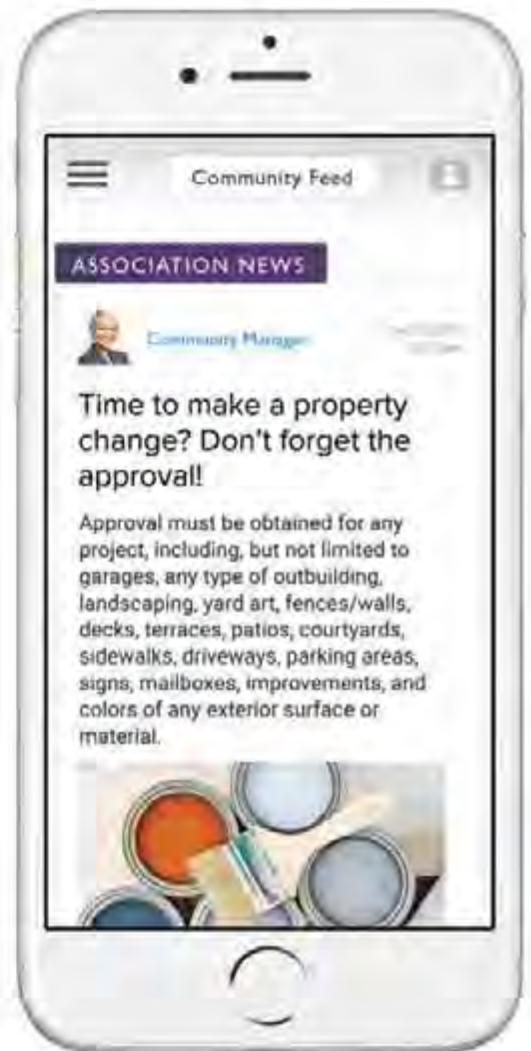 Community Feed
ASSOCIATION NEWS
Community Manager
Time to make a property
change? Don't forget the
approval!
Approval must be obtained for any
project, including, but not limited to
garages, any type of outbuilding,
landscaping, yard art, fences/walls,
decks, terraces, patios, courtyards,
sidewalks, driveways, parking areas,
signs, mailboxes, improvements, and
colors of any exterior surface or
material.